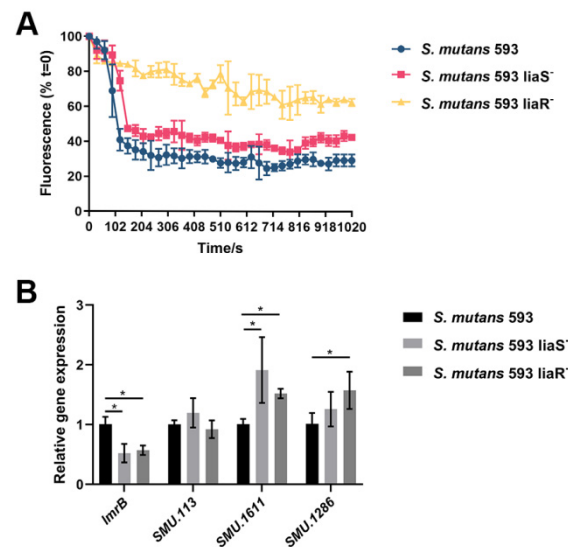 A
Fluorescence (% t=0)
100
80
60
40
20
0
0 102 204 306 408 510 612 714 816 918 1020
Time/s
S. mutans 593
S. mutans 593 liaS⁻
S. mutans 593 liaR⁻
B
Relative gene expression
3
2
1
0
* * * * *
lmrB SMU.113 SMU.1611 SMU.1286
S. mutans 593
S. mutans 593 liaS⁻
S. mutans 593 liaR⁻